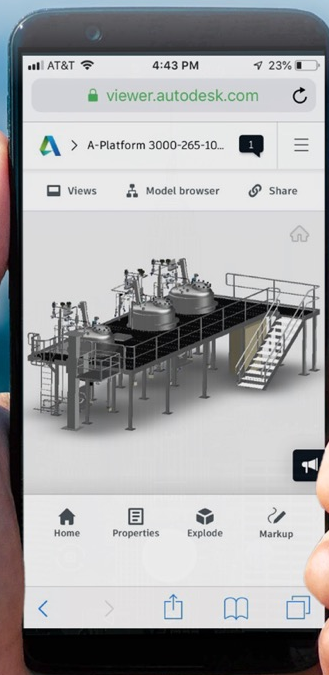 AT&T 4:43 PM 23%
viewer.autodesk.com
A-Platform 3000-265-10... 1
Views Model browser Share
Home Properties Explode Markup